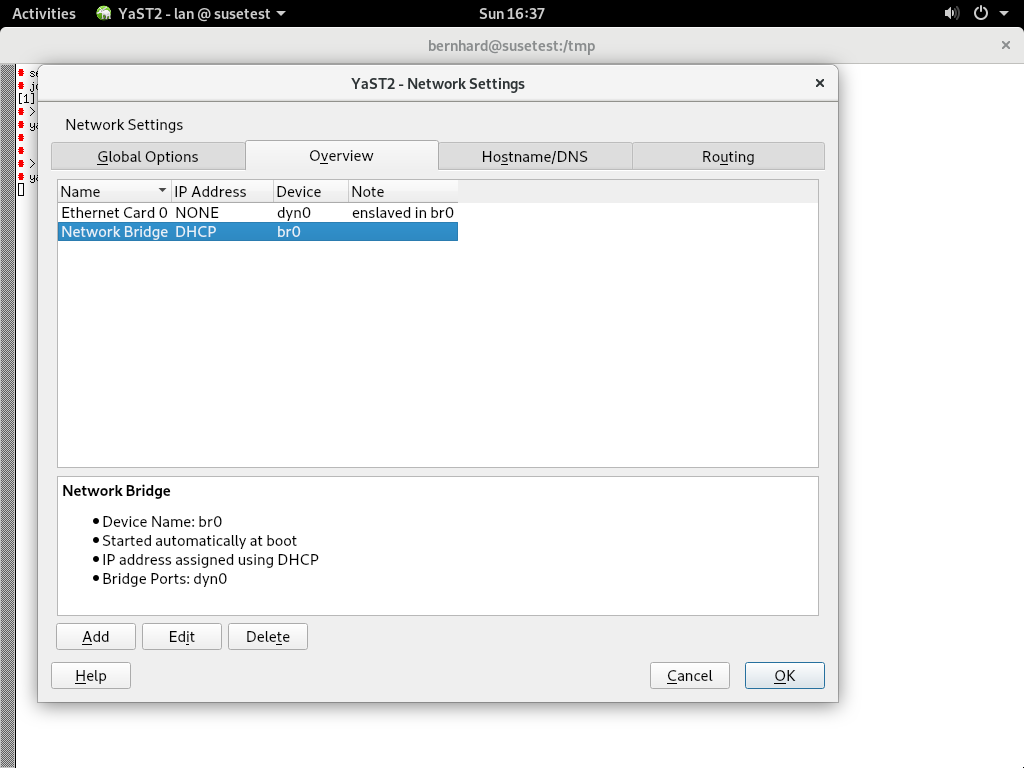 Activities YaST2 - lan @ susetest Sun 16:37
bernhard@susetest:/tmp ×
YaST2 - Network Settings ×
[1]
>
>
Network Settings
Global Options Overview Hostname/DNS Routing
Name IP Address Device Note
Ethernet Card 0 NONE dyn0 enslaved in br0
Network Bridge DHCP br0
Network Bridge
• Device Name: br0
• Started automatically at boot
• IP address assigned using DHCP
• Bridge Ports: dyn0
Add Edit Delete
Help Cancel OK